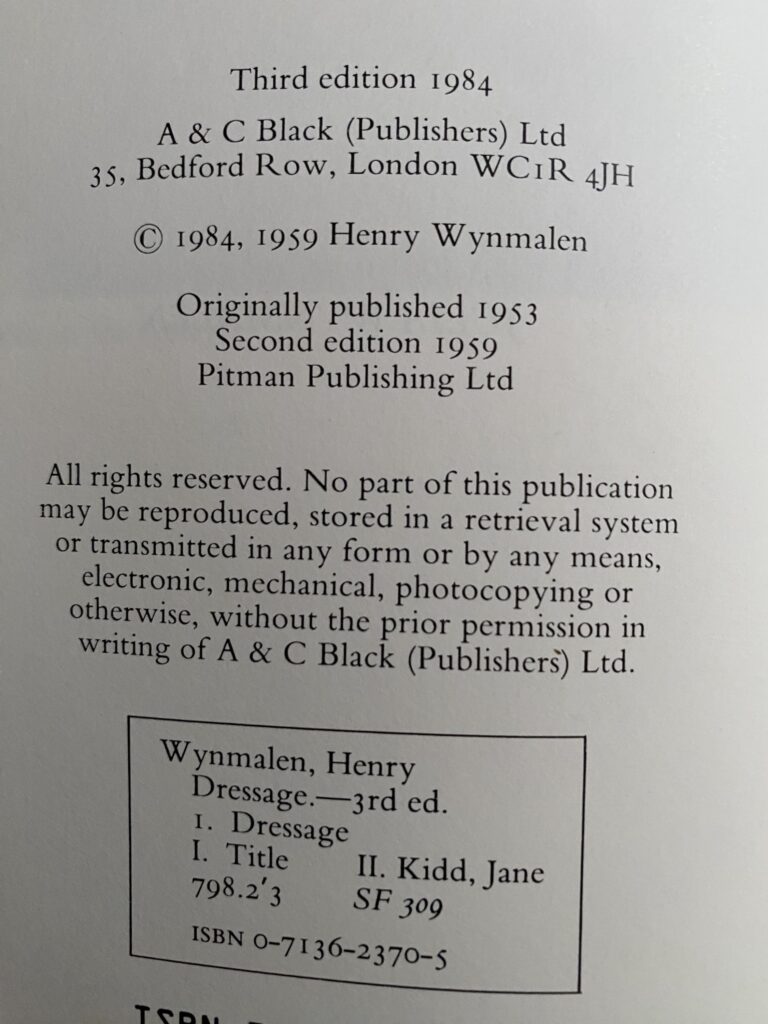 Third edition 1984
A & C Black (Publishers) Ltd
35, Bedford Row, London WC1R 4JH
© 1984, 1959 Henry Wynmalen
Originally published 1953
Second edition 1959
Pitman Publishing Ltd
All rights reserved. No part of this publication
may be reproduced, stored in a retrieval system
or transmitted in any form or by any means,
electronic, mechanical, photocopying or
otherwise, without the prior permission in
writing of A & C Black (Publishers) Ltd.
Wynmalen, Henry
Dressage.—3rd ed.
1. Dressage
I. Title II. Kidd, Jane
798.2'3 SF 309
ISBN 0-7136-2370-5
ISBN